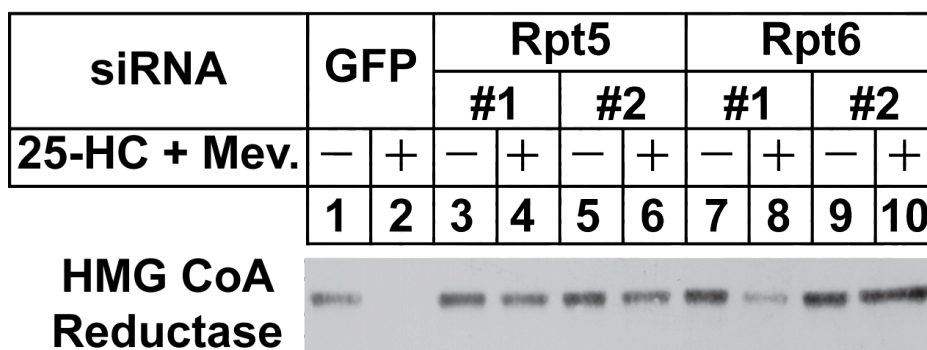 siRNA GFP Rpt5 Rpt6
#1 #2 #1 #2
25-HC + Mev. − + − + − + − + − +
1 2 3 4 5 6 7 8 9 10
HMG CoA
Reductase